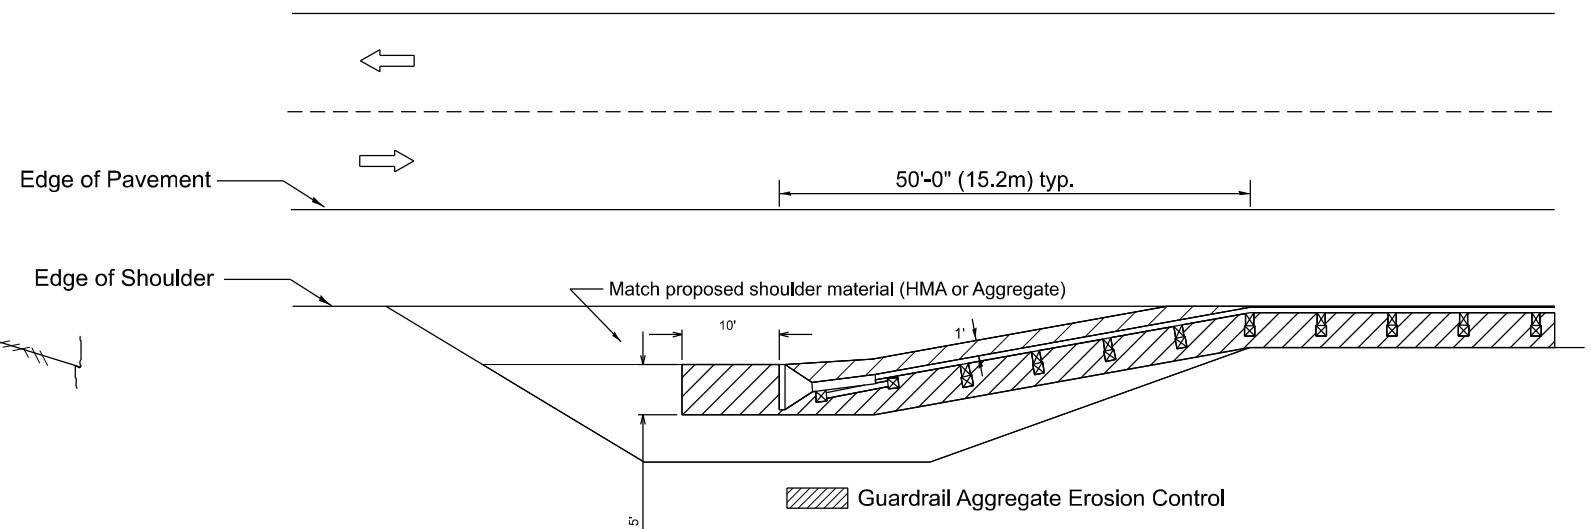 50'-0" (15.2m) typ.
Edge of Pavement
Edge of Shoulder
Match proposed shoulder material (HMA or Aggregate)
10'
1'
5'
Guardrail Aggregate Erosion Control